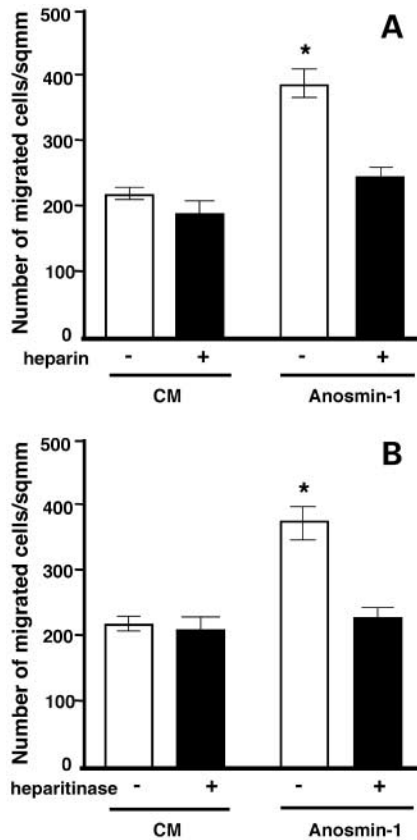 A
Number of migrated cells/sqmm
500
400
300
200
100
0
*
heparin - + - +
CM Anosmin-1
B
Number of migrated cells/sqmm
500
400
300
200
100
0
*
heparitinase - + - +
CM Anosmin-1